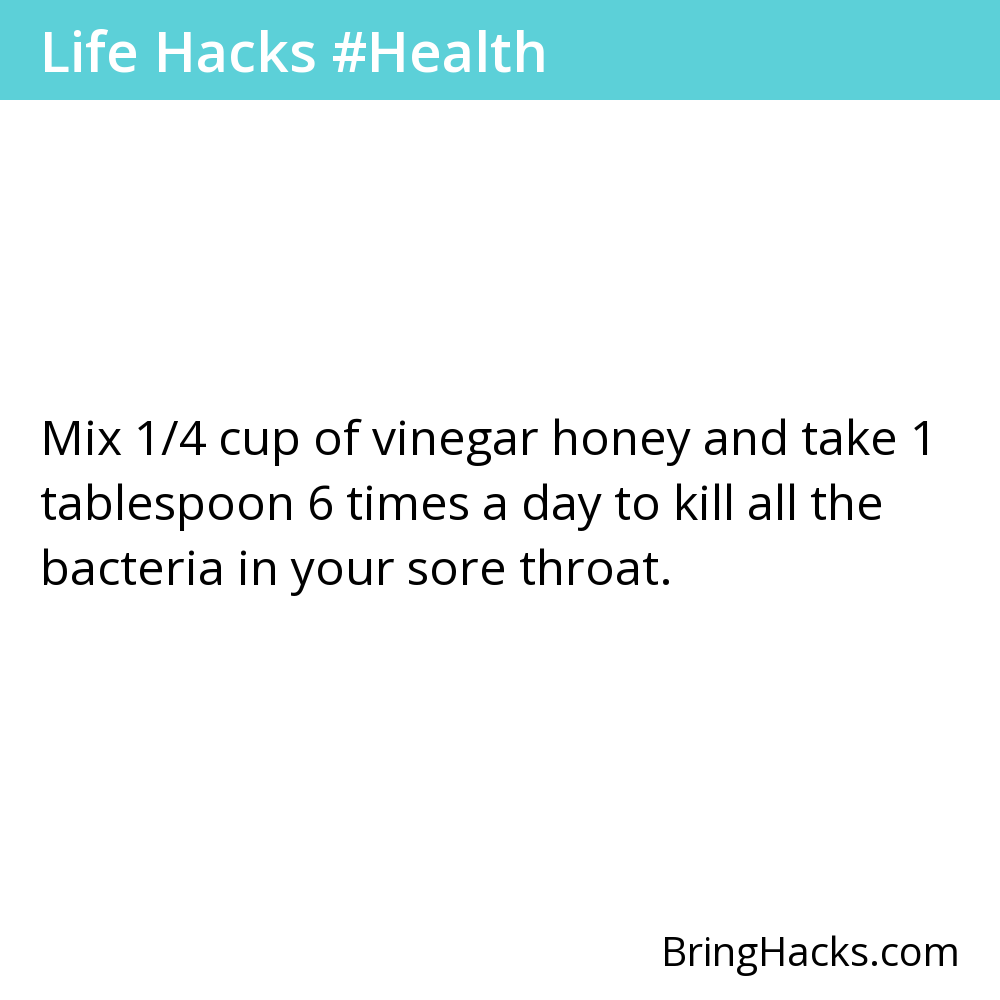 Life Hacks #Health
Mix 1/4 cup of vinegar honey and take 1
tablespoon 6 times a day to kill all the
bacteria in your sore throat.
BringHacks.com